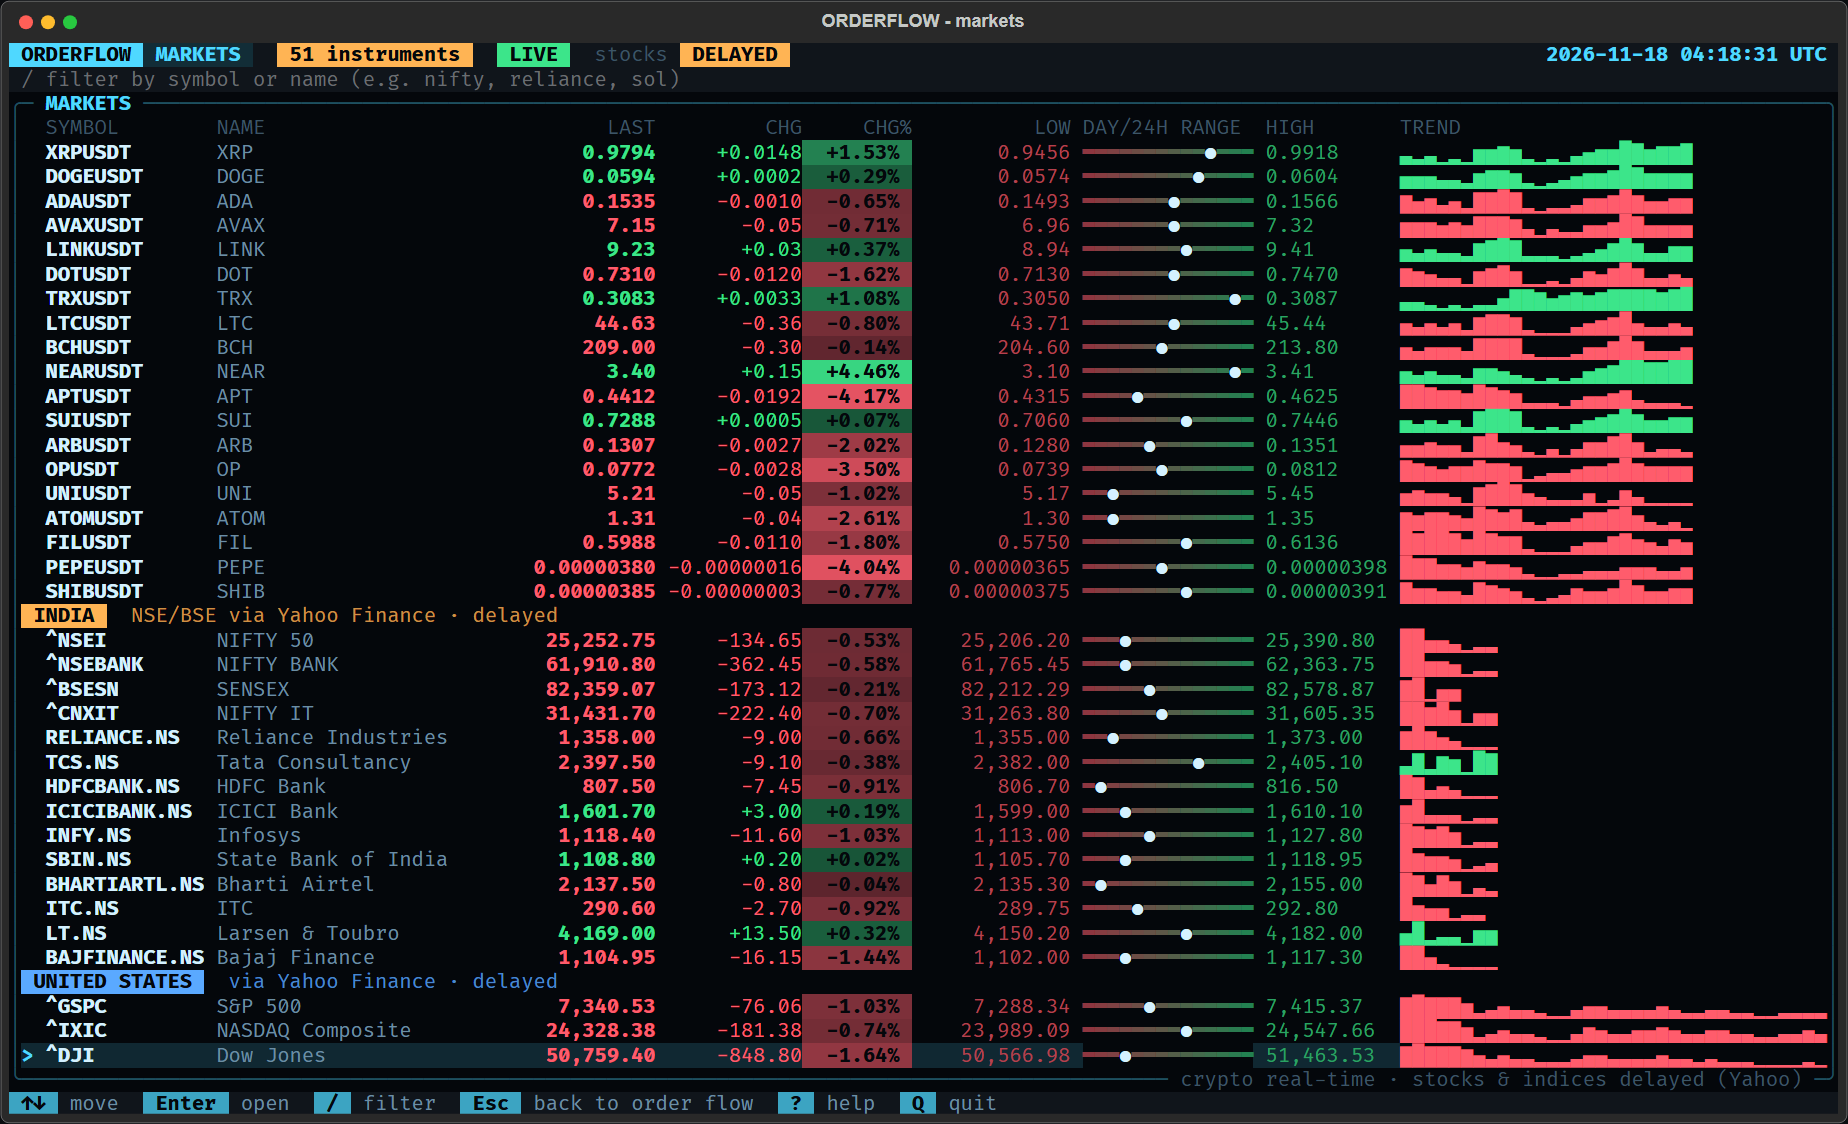 ORDERFLOW - markets
ORDERFLOW MARKETS 51 instruments LIVE stocks DELAYED 2026-11-18 04:18:31 UTC
/ filter by symbol or name (e.g. nifty, reliance, sol)
MARKETS
SYMBOL NAME LAST CHG CHG% LOW DAY/24H RANGE HIGH TREND
XRPUSDT XRP 0.9794 +0.0148 +1.53% 0.9456 0.9918
DOGEUSDT DOGE 0.0594 +0.0002 +0.29% 0.0574 0.0604
ADAUSDT ADA 0.1535 -0.0010 -0.65% 0.1493 0.1566
AVAXUSDT AVAX 7.15 -0.05 -0.71% 6.96 7.32
LINKUSDT LINK 9.23 +0.03 +0.37% 8.94 9.41
DOTUSDT DOT 0.7310 -0.0120 -1.62% 0.7130 0.7470
TRXUSDT TRX 0.3083 +0.0033 +1.08% 0.3050 0.3087
LTCUSDT LTC 44.63 -0.36 -0.80% 43.71 45.44
BCHUSDT BCH 209.00 -0.30 -0.14% 204.60 213.80
NEARUSDT NEAR 3.40 +0.15 +4.46% 3.10 3.41
APTUSDT APT 0.4412 -0.0192 -4.17% 0.4315 0.4625
SUIUSDT SUI 0.7288 +0.0005 +0.07% 0.7060 0.7446
ARBUSDT ARB 0.1307 -0.0027 -2.02% 0.1280 0.1351
OPUSDT OP 0.0772 -0.0028 -3.50% 0.0739 0.0812
UNIUSDT UNI 5.21 -0.05 -1.02% 5.17 5.45
ATOMUSDT ATOM 1.31 -0.04 -2.61% 1.30 1.35
FILUSDT FIL 0.5988 -0.0110 -1.80% 0.5750 0.6136
PEPEUSDT PEPE 0.00000380 -0.00000016 -4.04% 0.00000365 0.00000398
SHIBUSDT SHIB 0.00000385 -0.00000003 -0.77% 0.00000375 0.00000391
INDIA NSE/BSE via Yahoo Finance · delayed
^NSEI NIFTY 50 25,252.75 -134.65 -0.53% 25,206.20 25,390.80
^NSEBANK NIFTY BANK 61,910.80 -362.45 -0.58% 61,765.45 62,363.75
^BSESN SENSEX 82,359.07 -173.12 -0.21% 82,212.29 82,578.87
^CNXIT NIFTY IT 31,431.70 -222.40 -0.70% 31,263.80 31,605.35
RELIANCE.NS Reliance Industries 1,358.00 -9.00 -0.66% 1,355.00 1,373.00
TCS.NS Tata Consultancy 2,397.50 -9.10 -0.38% 2,382.00 2,405.10
HDFCBANK.NS HDFC Bank 807.50 -7.45 -0.91% 806.70 816.50
ICICIBANK.NS ICICI Bank 1,601.70 +3.00 +0.19% 1,599.00 1,610.10
INFY.NS Infosys 1,118.40 -11.60 -1.03% 1,113.00 1,127.80
SBIN.NS State Bank of India 1,108.80 +0.20 +0.02% 1,105.70 1,118.95
BHARTIARTL.NS Bharti Airtel 2,137.50 -0.80 -0.04% 2,135.30 2,155.00
ITC.NS ITC 290.60 -2.70 -0.92% 289.75 292.80
LT.NS Larsen & Toubro 4,169.00 +13.50 +0.32% 4,150.20 4,182.00
BAJFINANCE.NS Bajaj Finance 1,104.95 -16.15 -1.44% 1,102.00 1,117.30
UNITED STATES via Yahoo Finance · delayed
^GSPC S&P 500 7,340.53 -76.06 -1.03% 7,288.34 7,415.37
^IXIC NASDAQ Composite 24,328.38 -181.38 -0.74% 23,989.09 24,547.66
> ^DJI Dow Jones 50,759.40 -848.80 -1.64% 50,566.98 51,463.53
crypto real-time · stocks & indices delayed (Yahoo)
↑↓ move Enter open / filter Esc back to order flow ? help Q quit